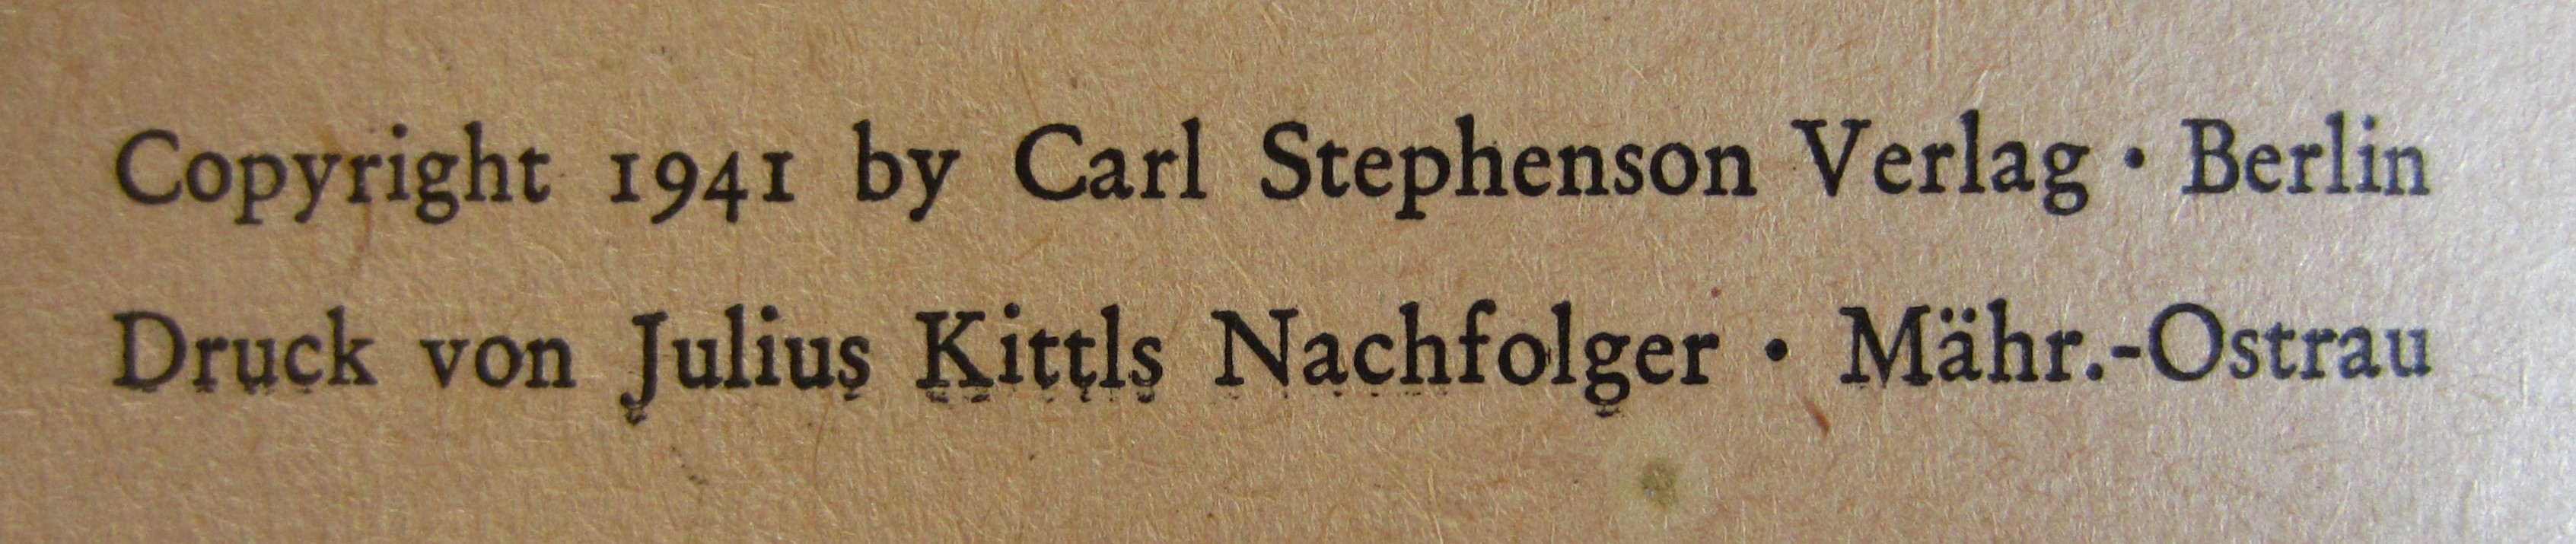 Copyright 1941 by Carl Stephenson Verlag · Berlin
Druck von Julius Kittls Nachfolger · Mähr.-Ostrau